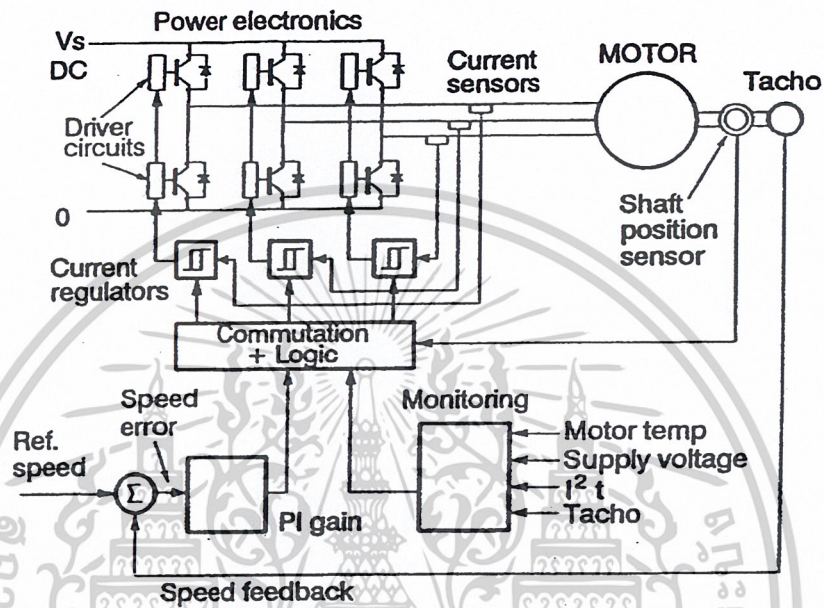 Power electronics
Vs
DC
Current
sensors
MOTOR
Tacho
Driver
circuits
0
Shaft
position
sensor
Current
regulators
Commutation
+ Logic
Speed
error
Monitoring
Ref.
speed
Σ
PI gain
Motor temp
Supply voltage
I² t
Tacho
Speed feedback